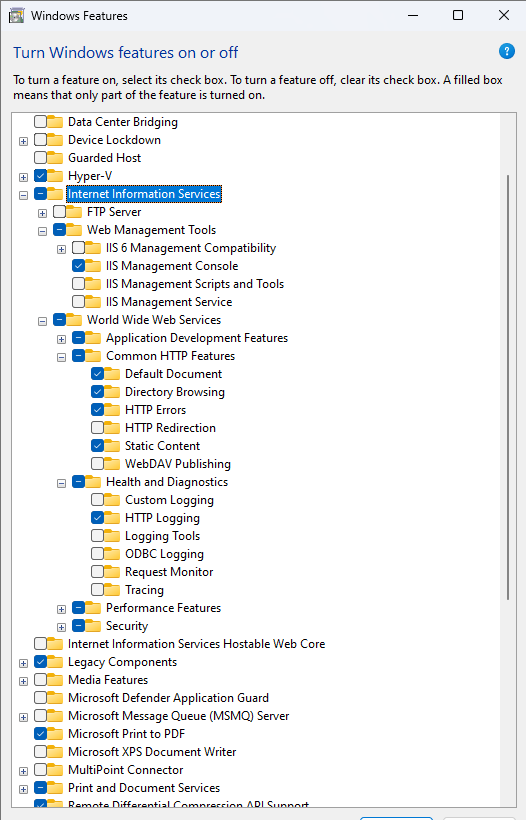 Windows Features
Turn Windows features on or off
To turn a feature on, select its check box. To turn a feature off, clear its check box. A filled box
means that only part of the feature is turned on.
Data Center Bridging
Device Lockdown
Guarded Host
Hyper-V
Internet Information Services
FTP Server
Web Management Tools
IIS 6 Management Compatibility
IIS Management Console
IIS Management Scripts and Tools
IIS Management Service
World Wide Web Services
Application Development Features
Common HTTP Features
Default Document
Directory Browsing
HTTP Errors
HTTP Redirection
Static Content
WebDAV Publishing
Health and Diagnostics
Custom Logging
HTTP Logging
Logging Tools
ODBC Logging
Request Monitor
Tracing
Performance Features
Security
Internet Information Services Hostable Web Core
Legacy Components
Media Features
Microsoft Defender Application Guard
Microsoft Message Queue (MSMQ) Server
Microsoft Print to PDF
Microsoft XPS Document Writer
MultiPoint Connector
Print and Document Services
Remote Differential Compression API Support